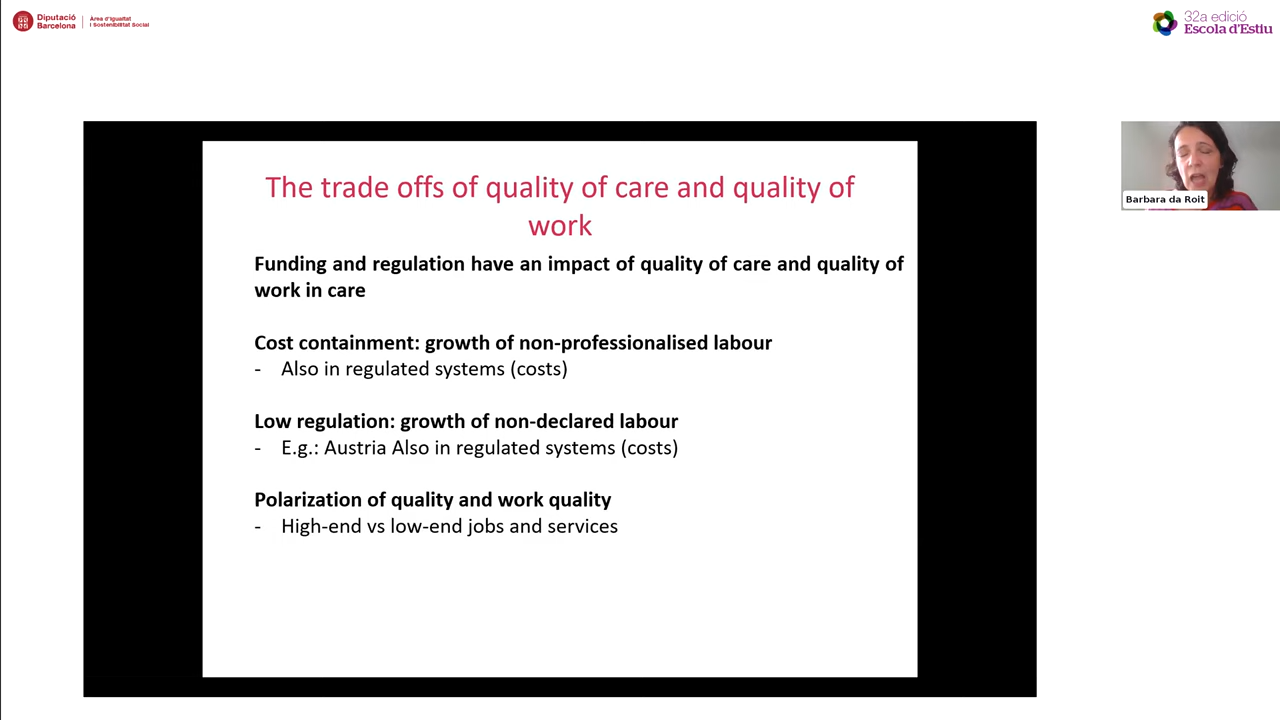 Diputació
Barcelona
Àrea d'Igualtat
i Sostenibilitat Social
32a edició
Escola d'Estiu
The trade offs of quality of care and quality of
work
Funding and regulation have an impact of quality of care and quality of
work in care
Cost containment: growth of non-professionalised labour
- Also in regulated systems (costs)
Low regulation: growth of non-declared labour
- E.g.: Austria Also in regulated systems (costs)
Polarization of quality and work quality
- High-end vs low-end jobs and services
Barbara da Roit